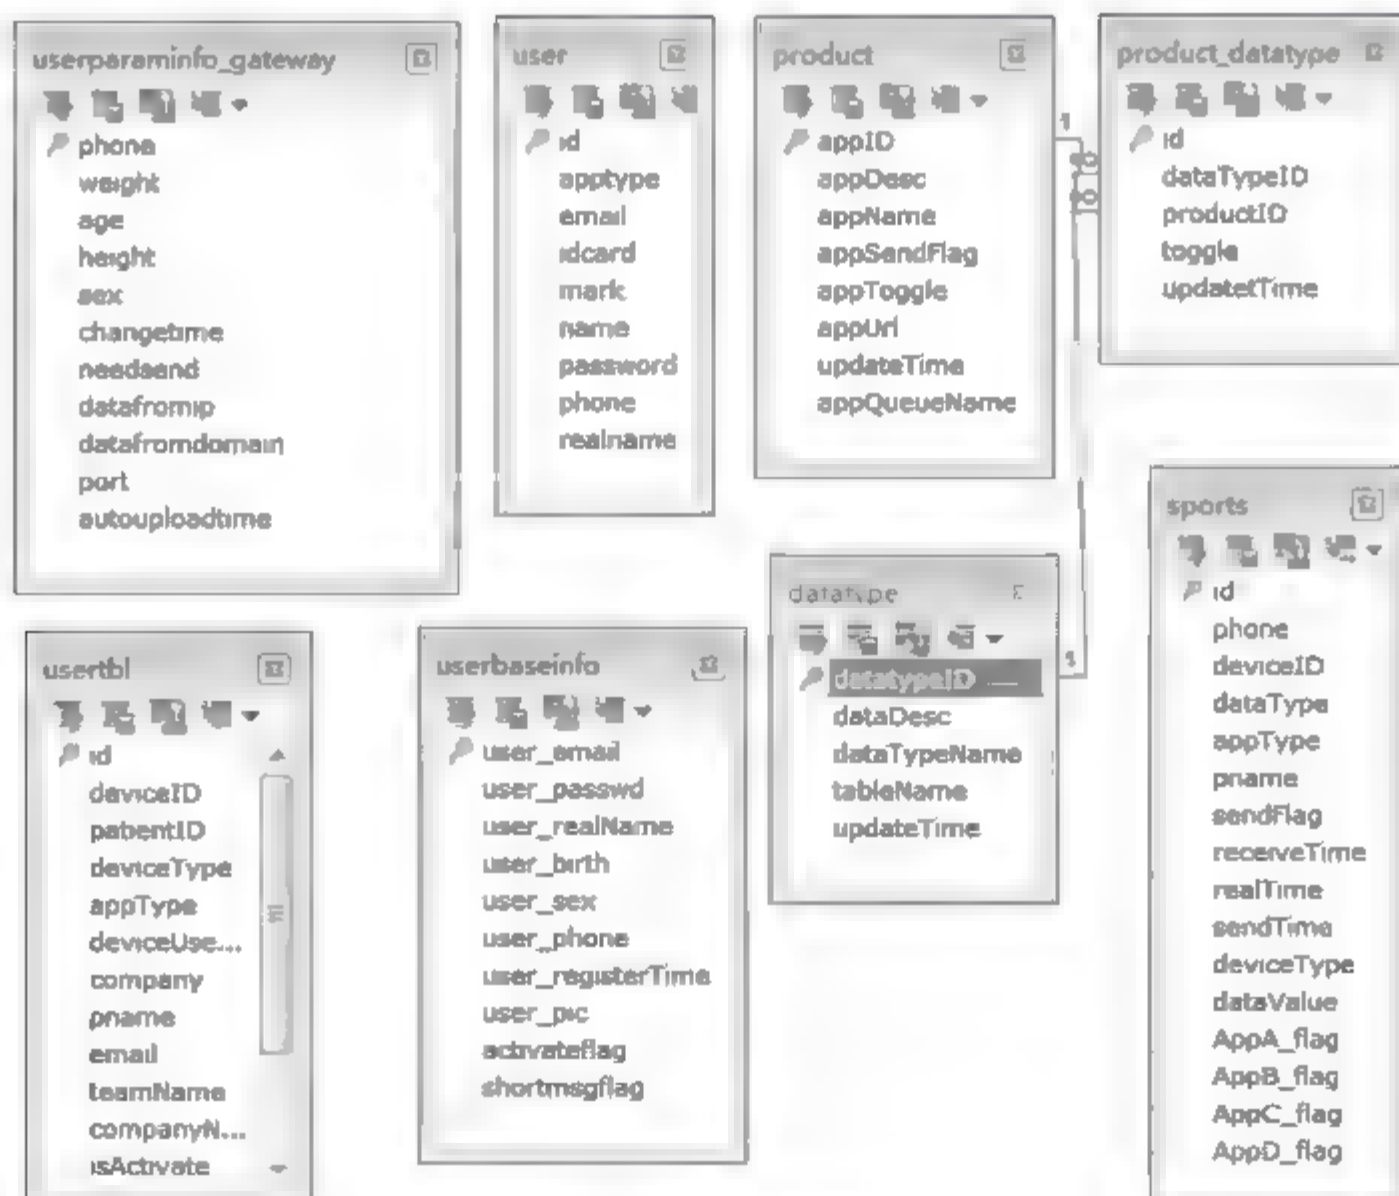 userparaminfo_gateway
phone
weight
age
height
sex
changetime
needsend
datafromip
datafromdomain
port
autouploadtime
user
id
apptype
email
idcard
mark
name
password
phone
realname
product
appID
appDesc
appName
appSendFlag
appToggle
appUrl
updateTime
appQueueName
1
product_datatype
id
dataTypeID
productID
toggle
updatetTime
usertbl
id
deviceID
patientID
deviceType
appType
deviceUse...
company
pname
email
teamName
companyN...
isActivate
userbaseinfo
user_email
user_passwd
user_realName
user_birth
user_sex
user_phone
user_registerTime
user_pic
activateflag
shortmsgflag
datatype
datatypeID
dataDesc
dataTypeName
tableName
updateTime
1
sports
id
phone
deviceID
dataType
appType
pname
sendFlag
receiveTime
realTime
sendTime
deviceType
dataValue
AppA_flag
AppB_flag
AppC_flag
AppD_flag